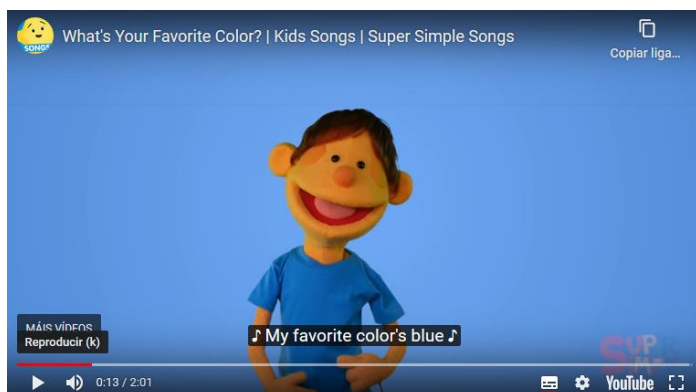 SONGS
What's Your Favorite Color? | Kids Songs | Super Simple Songs
Copiar liga...
♪ My favorite color's blue ♪
MÁIS VÍDEOS
Reproducir (k)
0:13 / 2:01
YouTube